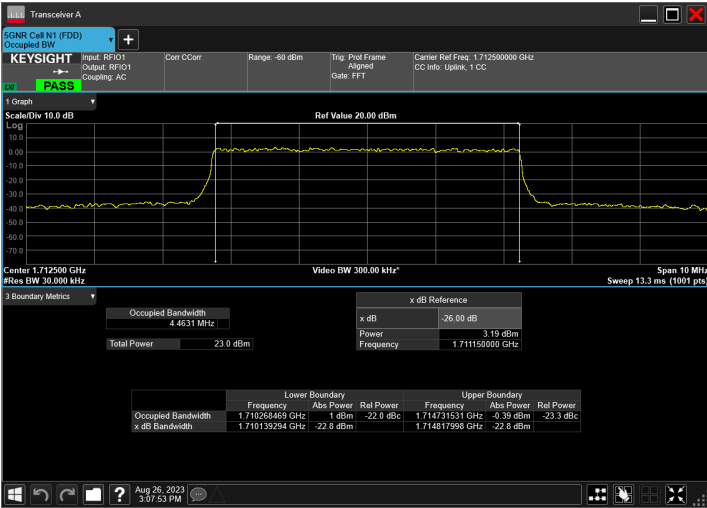 Transceiver A
5GNR Cell N1 (FDD)
Occupied BW
KEYSIGHT
Input: RFIO1
Output: RFIO1
Coupling: AC
Corr CCorr
Range: -60 dBm
Trig: Prot Frame
Aligned
Gate: FFT
Carrier Ref Freq: 1.712500000 GHz
CC Info: Uplink, 1 CC
LXI
PASS
1 Graph
Scale/Div 10.0 dB
Ref Value 20.00 dBm
Log
10.0
0.00
-10.0
-20.0
-30.0
-40.0
-50.0
-60.0
-70.0
Center 1.712500 GHz
Video BW 300.00 kHz*
Span 10 MHz
#Res BW 30.000 kHz
Sweep 13.3 ms (1001 pts)
3 Boundary Metrics
Occupied Bandwidth
4.4631 MHz
Total Power 23.0 dBm
x dB Reference
x dB -26.00 dB
Power 3.19 dBm
Frequency 1.711150000 GHz
Lower Boundary Upper Boundary
Frequency Abs Power Rel Power Frequency Abs Power Rel Power
Occupied Bandwidth 1.710268469 GHz 1 dBm -22.0 dBc 1.714731531 GHz -0.39 dBm -23.3 dBc
x dB Bandwidth 1.710139294 GHz -22.8 dBm 1.714817998 GHz -22.8 dBm
?
Aug 26, 2023
3:07:53 PM